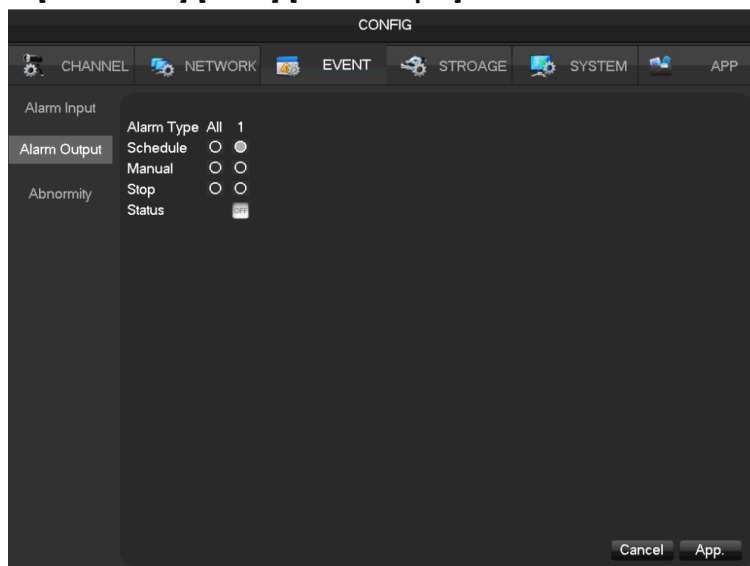 CONFIG
CHANNEL NETWORK EVENT STROAGE SYSTEM APP
Alarm Input
Alarm Output
Abnormity
Alarm Type All 1
Schedule
Manual
Stop
Status OFF
Cancel App.